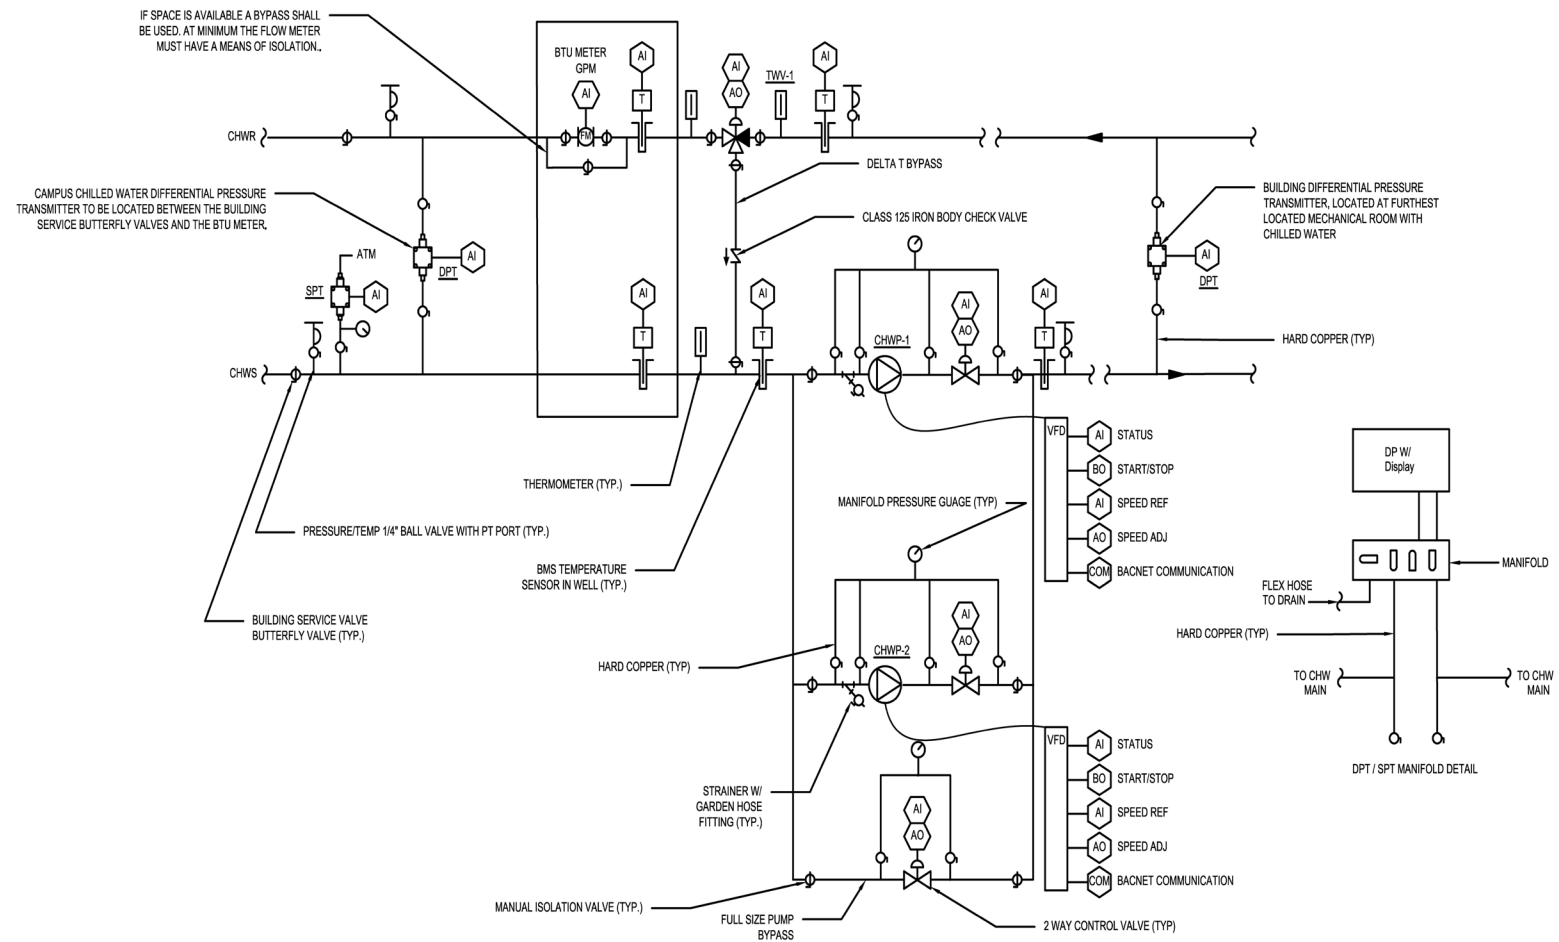 IF SPACE IS AVAILABLE A BYPASS SHALL
BE USED. AT MINIMUM THE FLOW METER
MUST HAVE A MEANS OF ISOLATION.
BTU METER
GPM
AI
AI
T
FM
AI
AO
TWV-1
AI
T
CHWR
DELTA T BYPASS
CAMPUS CHILLED WATER DIFFERENTIAL PRESSURE
TRANSMITTER TO BE LOCATED BETWEEN THE BUILDING
SERVICE BUTTERFLY VALVES AND THE BTU METER.
BUILDING DIFFERENTIAL PRESSURE
TRANSMITTER, LOCATED AT FURTHEST
LOCATED MECHANICAL ROOM WITH
CHILLED WATER
CLASS 125 IRON BODY CHECK VALVE
ATM
AI
DPT
AI
DPT
SPT
AI
AI
T
AI
T
AI
AO
AI
T
CHWP-1
HARD COPPER (TYP)
CHWS
VFD
AI STATUS
BO START/STOP
AI SPEED REF
AO SPEED ADJ
COM BACNET COMMUNICATION
THERMOMETER (TYP.)
MANIFOLD PRESSURE GUAGE (TYP)
PRESSURE/TEMP 1/4" BALL VALVE WITH PT PORT (TYP.)
BMS TEMPERATURE
SENSOR IN WELL (TYP.)
BUILDING SERVICE VALVE
BUTTERFLY VALVE (TYP.)
DP W/
Display
MANIFOLD
FLEX HOSE
TO DRAIN
HARD COPPER (TYP)
TO CHW
MAIN
TO CHW
MAIN
DPT / SPT MANIFOLD DETAIL
AI
AO
CHWP-2
HARD COPPER (TYP)
VFD
AI STATUS
BO START/STOP
AI SPEED REF
AO SPEED ADJ
COM BACNET COMMUNICATION
STRAINER W/
GARDEN HOSE
FITTING (TYP.)
AI
AO
MANUAL ISOLATION VALVE (TYP.)
FULL SIZE PUMP
BYPASS
2 WAY CONTROL VALVE (TYP)